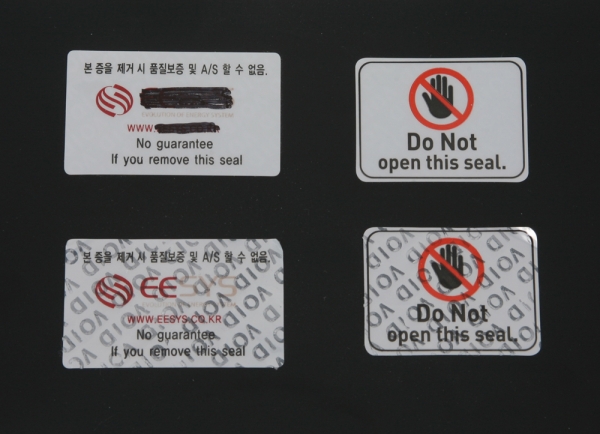 본 증을 제거 시 품질보증 및 A/S 할 수 없음.
WWW.
No guarantee
If you remove this seal
Do Not
open this seal.
본 증을 제거 시 품질보증 및 A/S 할 수 없음.
EESYS
WWW.EESYS.CO.KR
No guarantee
If you remove this seal
Do Not
open this seal.
VOID VOID VOID